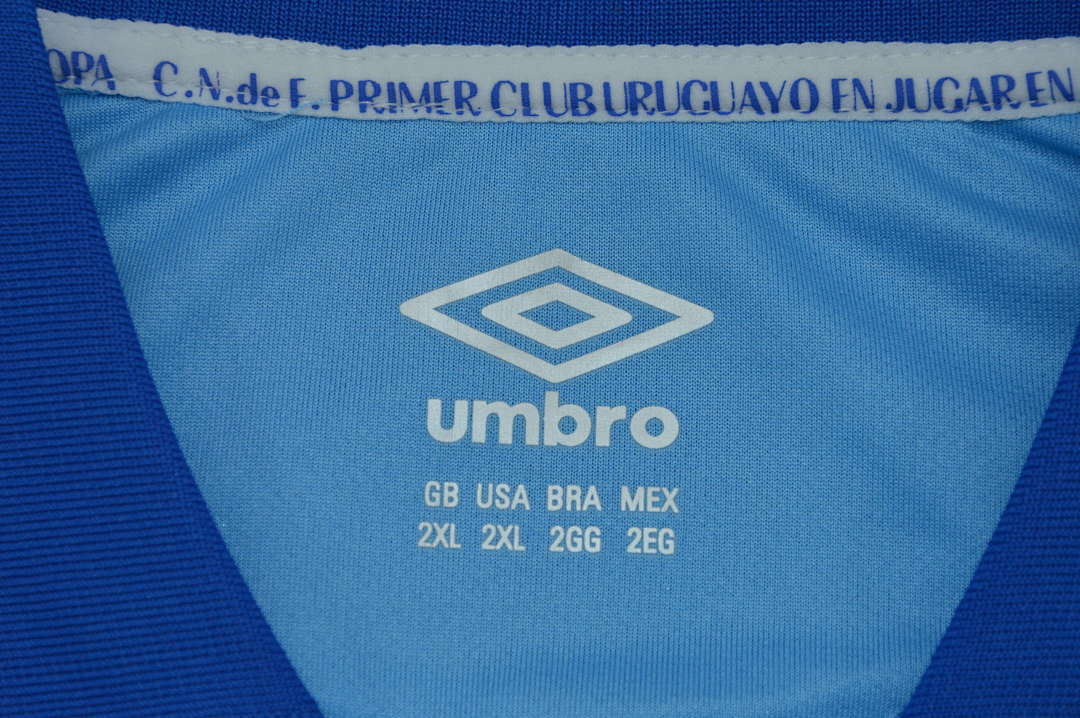 OPA C.N.de F. PRIMER CLUB URUGUAYO EN JUGAR EN
umbro
GB USA BRA MEX
2XL 2XL 2GG 2EG